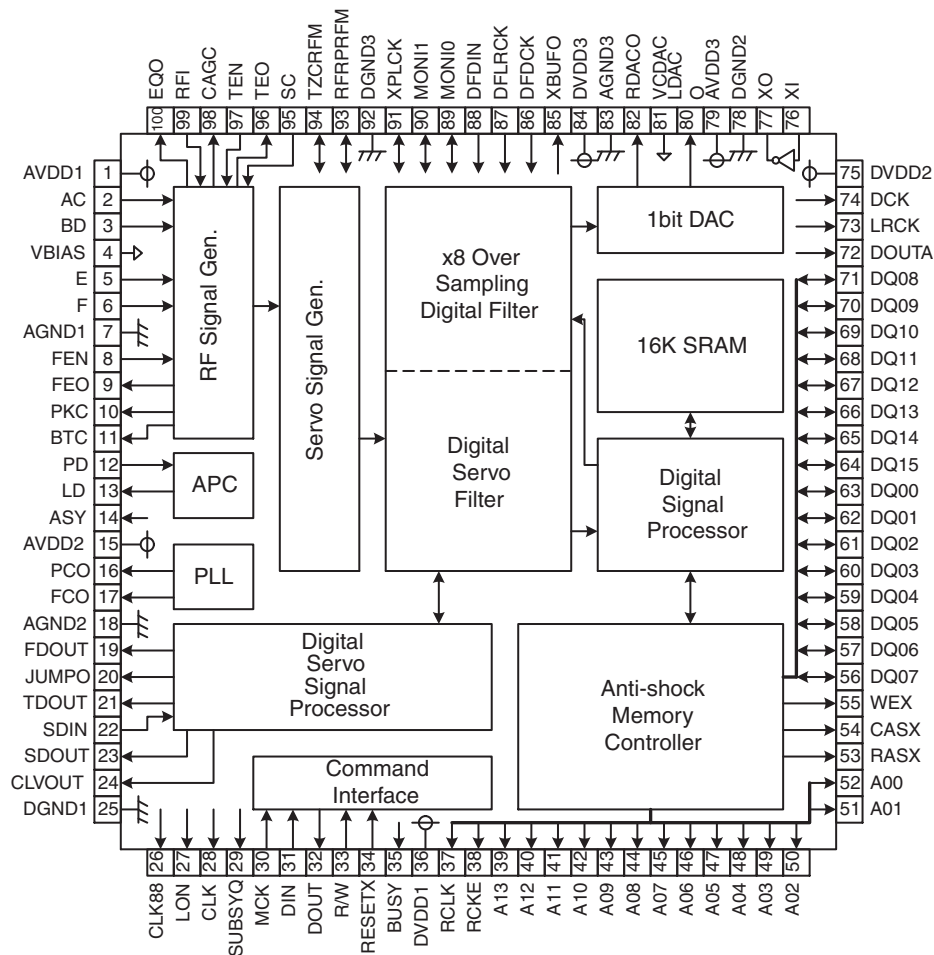 EQO
RFI
CAGC
TEN
TEO
SC
TZCRFM
RFRPRFM
DGND3
XPLCK
MONI1
MONI0
DFDIN
DFLRCK
DFDCK
XBUFO
DVDD3
AGND3
RDACO
VCDAC
LDAC
O
AVDD3
DGND2
XO
XI
100
99
98
97
96
95
94
93
92
91
90
89
88
87
86
85
84
83
82
81
80
79
78
77
76
AVDD1 1
AC 2
BD 3
VBIAS 4
E 5
F 6
AGND1 7
FEN 8
FEO 9
PKC 10
BTC 11
PD 12
LD 13
ASY 14
AVDD2 15
PCO 16
FCO 17
AGND2 18
FDOUT 19
JUMPO 20
TDOUT 21
SDIN 22
SDOUT 23
CLVOUT 24
DGND1 25
RF Signal Gen.
APC
PLL
Servo Signal Gen.
x8 Over
Sampling
Digital Filter
Digital
Servo
Filter
1bit DAC
16K SRAM
Digital
Signal
Processor
Digital
Servo
Signal
Processor
Anti-shock
Memory
Controller
Command
Interface
75 DVDD2
74 DCK
73 LRCK
72 DOUTA
71 DQ08
70 DQ09
69 DQ10
68 DQ11
67 DQ12
66 DQ13
65 DQ14
64 DQ15
63 DQ00
62 DQ01
61 DQ02
60 DQ03
59 DQ04
58 DQ05
57 DQ06
56 DQ07
55 WEX
54 CASX
53 RASX
52 A00
51 A01
26
27
28
29
30
31
32
33
34
35
36
37
38
39
40
41
42
43
44
45
46
47
48
49
50
CLK88
LON
CLK
SUBSYQ
MCK
DIN
DOUT
R/W
RESETX
BUSY
DVDD1
RCLK
RCKE
A13
A12
A11
A10
A09
A08
A07
A06
A05
A04
A03
A02